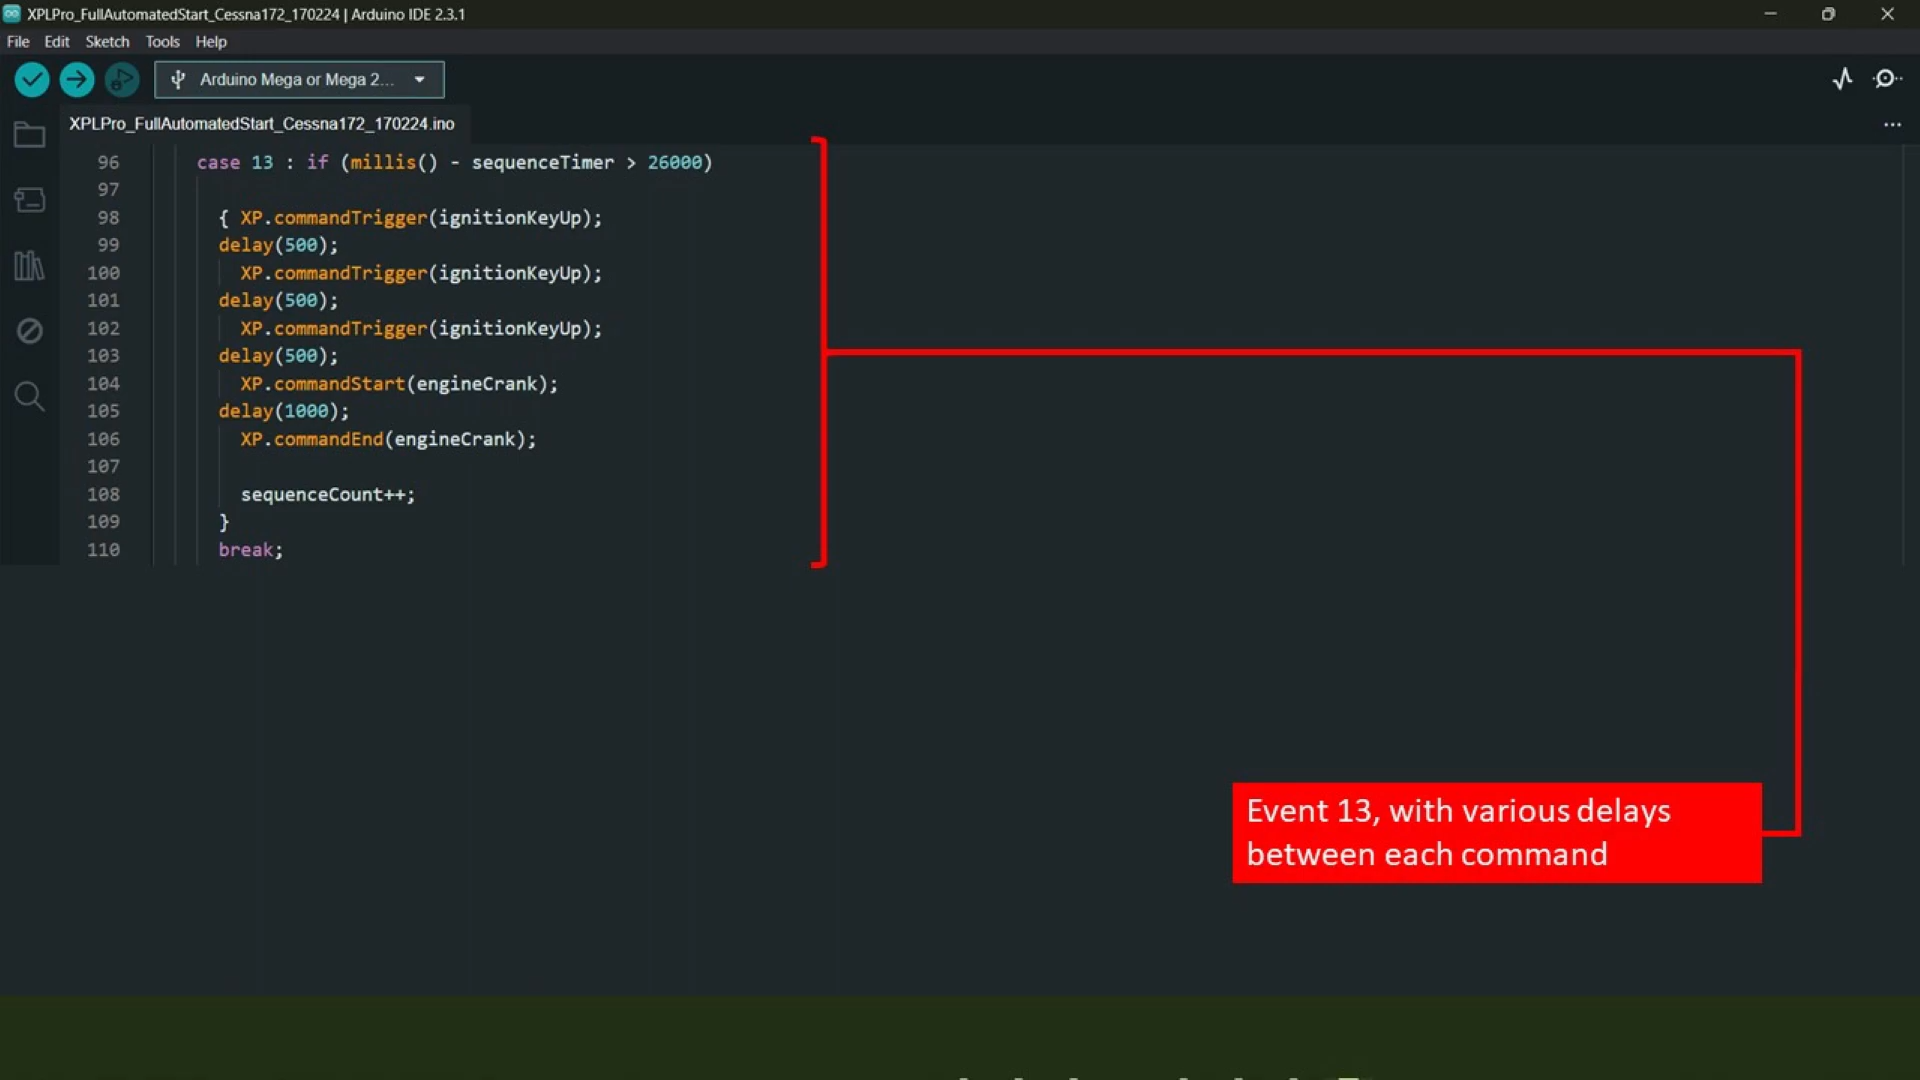 XPLPro_FullAutomatedStart_Cessna172_170224 | Arduino IDE 2.3.1
File Edit Sketch Tools Help
Arduino Mega or Mega 2...
XPLPro_FullAutomatedStart_Cessna172_170224.ino
96 case 13 : if (millis() - sequenceTimer > 26000)
97
98 { XP.commandTrigger(ignitionKeyUp);
99 delay(500);
100 XP.commandTrigger(ignitionKeyUp);
101 delay(500);
102 XP.commandTrigger(ignitionKeyUp);
103 delay(500);
104 XP.commandStart(engineCrank);
105 delay(1000);
106 XP.commandEnd(engineCrank);
107
108 sequenceCount++;
109 }
110 break;
Event 13, with various delays
between each command